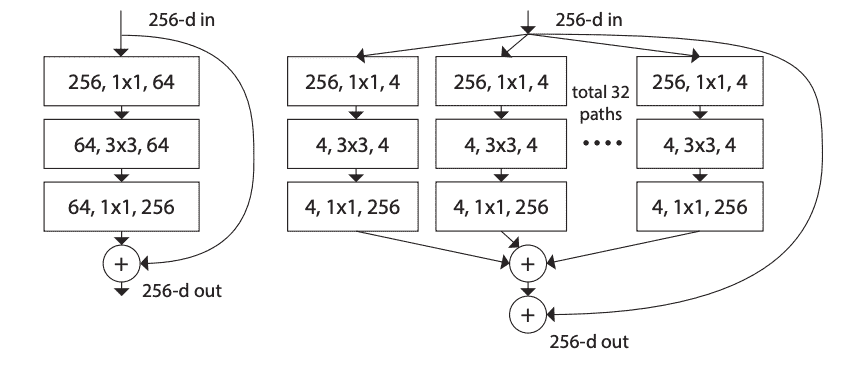 256-d in
256, 1x1, 64
64, 3x3, 64
64, 1x1, 256
+
256-d out
256-d in
256, 1x1, 4
256, 1x1, 4
total 32
paths
256, 1x1, 4
4, 3x3, 4
4, 3x3, 4
....
4, 3x3, 4
4, 1x1, 256
4, 1x1, 256
4, 1x1, 256
+
+
256-d out